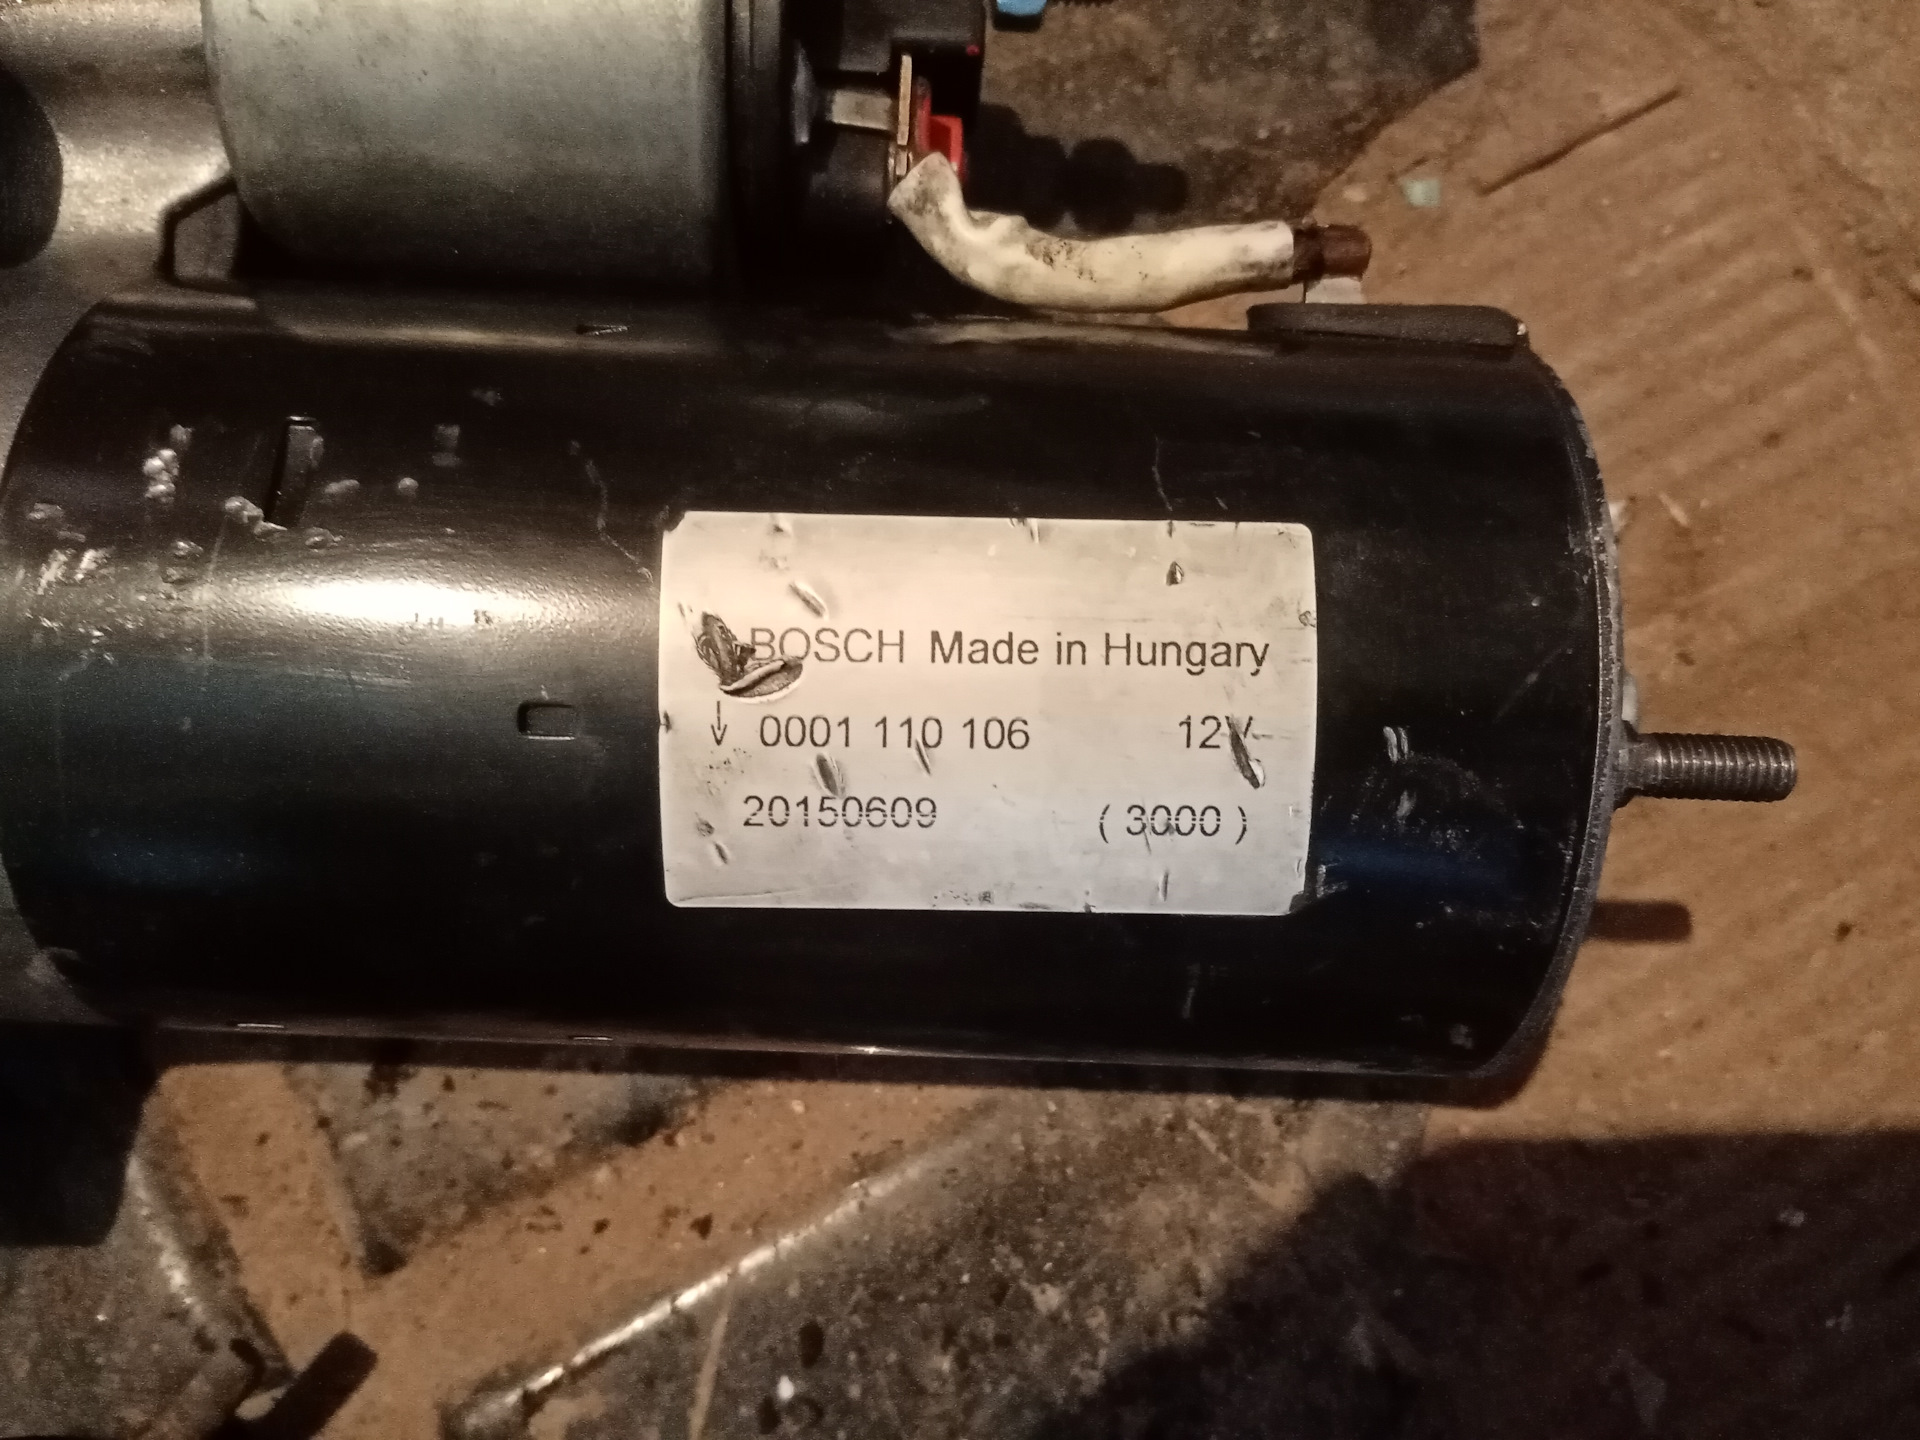 BOSCH Made in Hungary
↓ 0001 110 106 12V
20150609 ( 3000 )